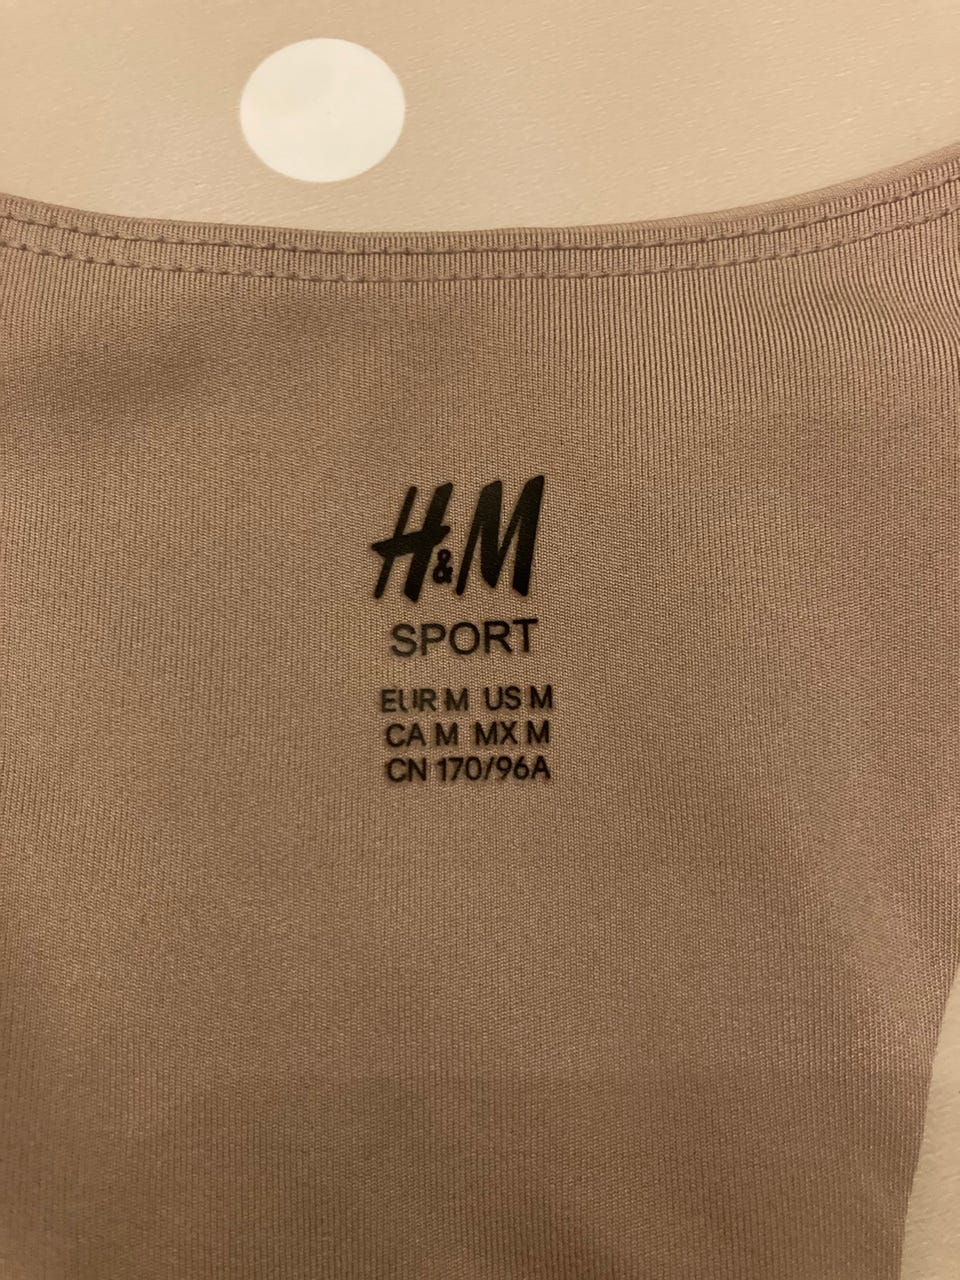 H&M
SPORT
EUR M US M
CA M MX M
CN 170/96A